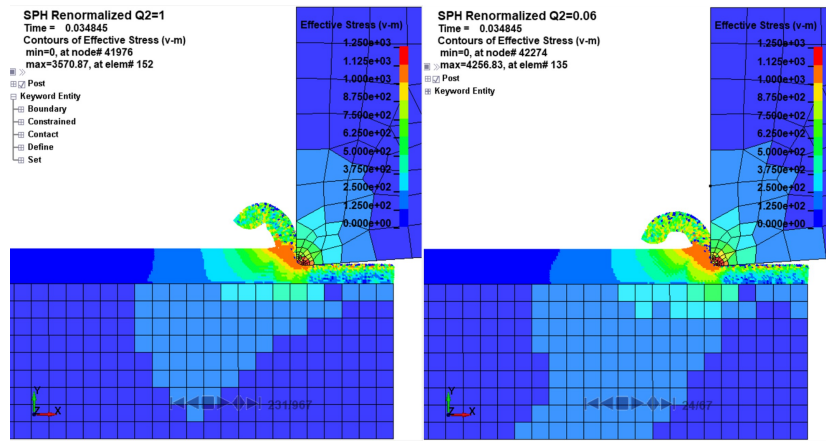 SPH Renormalized Q2=1
Time = 0.034845
Contours of Effective Stress (v-m)
min=0, at node# 41976
max=3570.87, at elem# 152
Post
Keyword Entity
Boundary
Constrained
Contact
Define
Set
Effective Stress (v-m)
1.250e+03
1.125e+03
1.000e+03
8.750e+02
7.500e+02
6.250e+02
5.000e+02
3.750e+02
2.500e+02
1.250e+02
0.000e+00
Y
Z X
231/967
SPH Renormalized Q2=0.06
Time = 0.034845
Contours of Effective Stress (v-m)
min=0, at node# 42274
max=4256.83, at elem# 135
Post
Keyword Entity
Effective Stress (v-m)
1.250e+03
1.125e+03
1.000e+03
8.750e+02
7.500e+02
6.250e+02
5.000e+02
3.750e+02
2.500e+02
1.250e+02
0.000e+00
Y
Z X
24/67